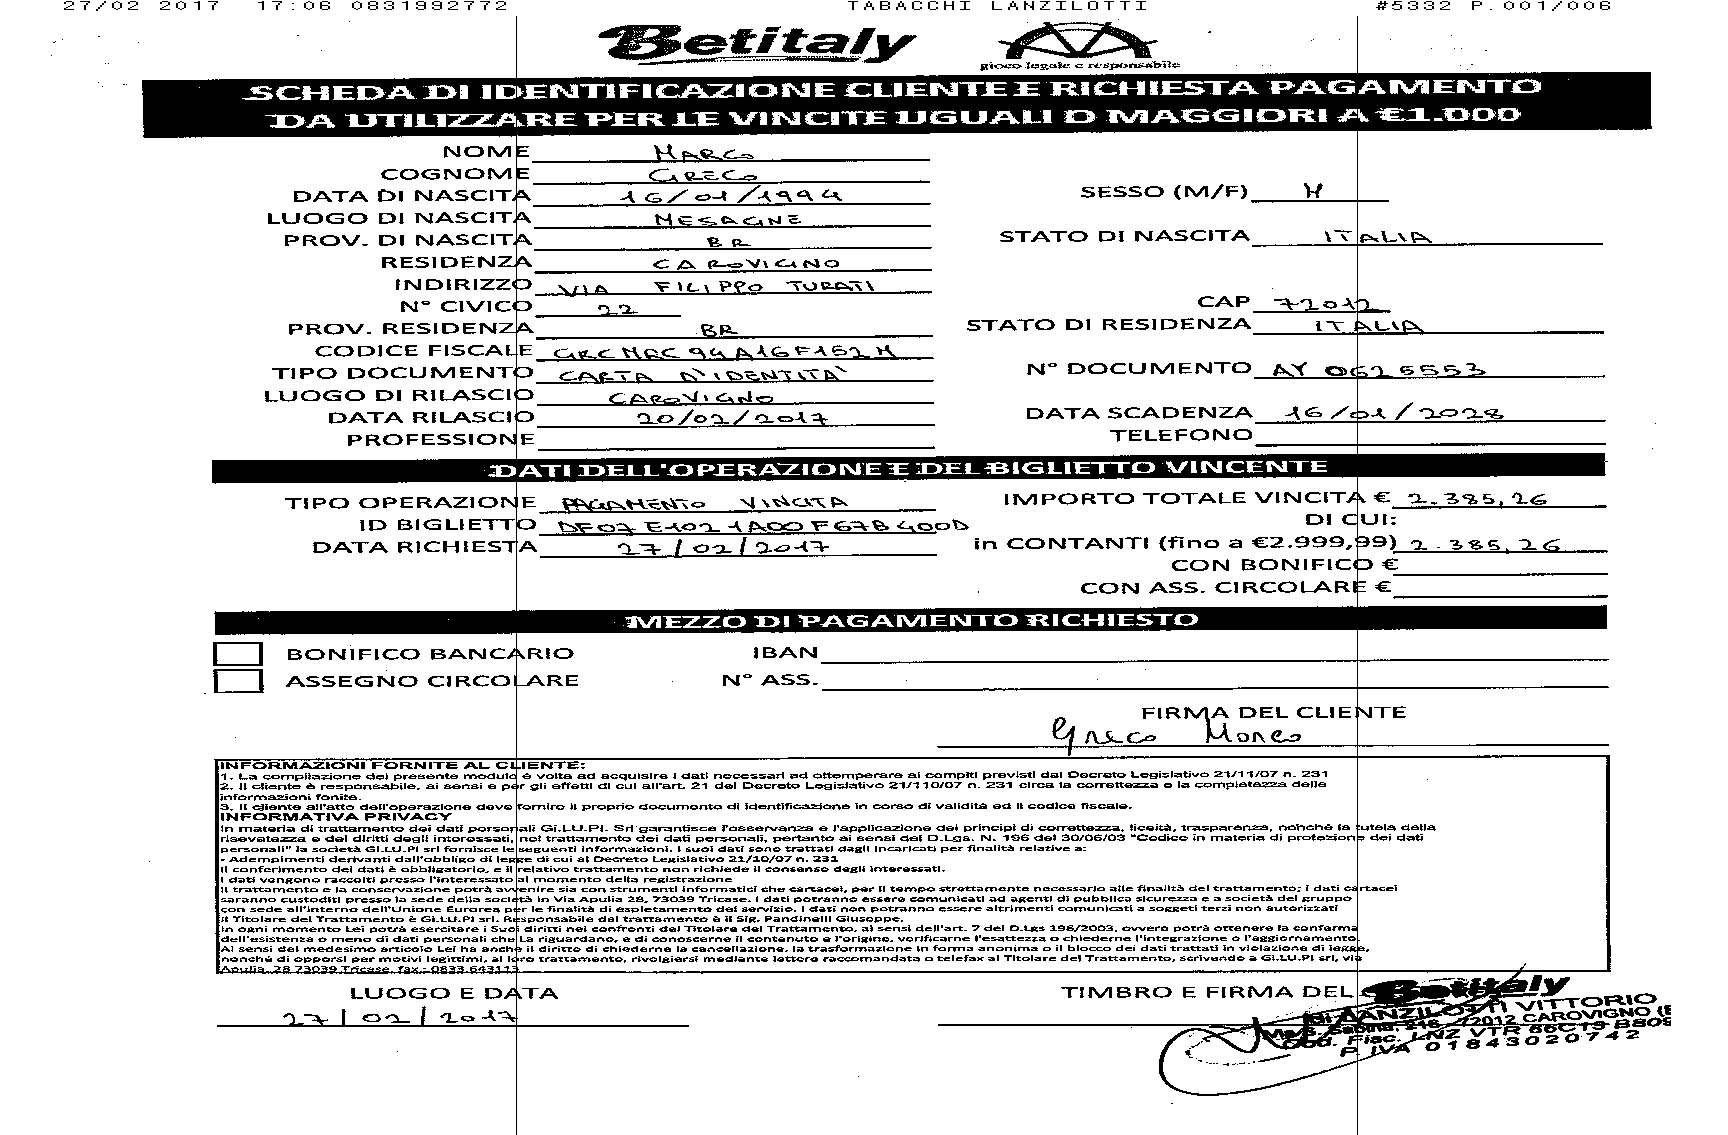 27/02 2017 17:06 0831992772 TABACCHI LANZILOTTI #5332 P.001/006
Betitaly
gioco legale e responsabile
SCHEDA DI IDENTIFICAZIONE CLIENTE E RICHIESTA PAGAMENTO
DA UTILIZZARE PER LE VINCITE UGUALI O MAGGIORI A €1.000
NOME MARCO
COGNOME GRECO
DATA DI NASCITA 16/01/1994 SESSO (M/F) M
LUOGO DI NASCITA MESAGNE
PROV. DI NASCITA BR STATO DI NASCITA ITALIA
RESIDENZA CAROVIGNO
INDIRIZZO VIA FILIPPO TURATI
N° CIVICO 22 CAP 72012
PROV. RESIDENZA BR STATO DI RESIDENZA ITALIA
CODICE FISCALE GRCMRC94A16F152M
TIPO DOCUMENTO CARTA D'IDENTITA' N° DOCUMENTO AY 0625553
LUOGO DI RILASCIO CAROVIGNO
DATA RILASCIO 20/02/2017 DATA SCADENZA 16/01/2028
PROFESSIONE TELEFONO
DATI DELL'OPERAZIONE E DEL BIGLIETTO VINCENTE
TIPO OPERAZIONE PAGAMENTO VINCITA IMPORTO TOTALE VINCITA € 2.385,26
ID BIGLIETTO DF07E1021A00F67B400D DI CUI:
DATA RICHIESTA 27/02/2017 in CONTANTI (fino a €2.999,99) 2.385,26
CON BONIFICO €
CON ASS. CIRCOLARE €
MEZZO DI PAGAMENTO RICHIESTO
BONIFICO BANCARIO IBAN
ASSEGNO CIRCOLARE N° ASS.
FIRMA DEL CLIENTE
Greco Marco
INFORMAZIONI FORNITE AL CLIENTE:
1. La compilazione del presente modulo è volta ad acquisire i dati necessari ad ottemperare ai compiti previsti dal Decreto Legislativo 21/11/07 n. 231
2. Il cliente è responsabile, ai sensi e per gli effetti di cui all'art. 21 del Decreto Legislativo 21/110/07 n. 231 circa la correttezza e la completezza delle
informazioni fonite.
3. Il cliente all'atto dell'operazione deve fornire il proprio documento di identificazione in corso di validità ed il codice fiscale.
INFORMATIVA PRIVACY
In materia di trattamento dei dati personali Gi.LU.PI. Srl garantisce l'osservanza e l'applicazione dei principi di correttezza, liceità, trasparenza, nonché la tutela della
risevatezza e dei diritti degli interessati, nel trattamento dei dati personali, pertanto ai sensi del D.Lgs. N. 196 del 30/06/03 "Codice in materia di protezione dei dati
personali" la società GI.LU.PI srl fornisce le seguenti informazioni. I suoi dati sono trattati dagli incaricati per finalità relative a:
- Adempimenti derivanti dall'obbligo di legge di cui al Decreto Legislativo 21/10/07 n. 231
Il conferimento dei dati è obbligatorio, e il relativo trattamento non richiede il consenso degli interessati.
I dati vengono raccolti presso l'interessato al momento della registrazione
Il trattamento e la conservazione potrà avvenire sia con strumenti informatici che cartacei, per il tempo strettamente necessario alle finalità del trattamento; i dati cartacei
saranno custoditi presso la sede della società in Via Apulia 28, 73039 Tricase. I dati potranno essere comunicati ad agenti di pubblica sicurezza e a società del gruppo
con sede all'interno dell'Unione Eurorea per le finalità di espletamento del servizio. I dati non potranno essere altrimenti comunicati a soggeti terzi non autorizzati
Il Titolare del Trattamento è Gi.LU.PI srl. Responsabile del trattamento è il Sig. Pandinelli Giuseppe.
In ogni momento Lei potrà esercitare i Suoi diritti nei confronti del Titolare del Trattamento, ai sensi dell'art. 7 del D.Lgs 196/2003, ovvero potrà ottenere la conferma
dell'esistenza o meno di dati personali che La riguardano, e di conoscerne il contenuto e l'origine, verificarne l'esattezza o chiederne l'integrazione o l'aggiornamento.
Ai sensi del medesimo articolo Lei ha anche il diritto di chiederne la cancellazione, la trasformazione in forma anonima o il blocco dei dati trattati in violazione di legge,
nonché di opporsi per motivi legittimi, al loro trattamento, rivolgiersi mediante lettere raccomandata o telefax al Titolare del Trattamento, scrivendo a Gi.LU.PI srl, via
Apulia, 28 73039 Tricase, fax.: 0833 643113
LUOGO E DATA TIMBRO E FIRMA DEL
27/02/2017
Betitaly
di LANZILOTTI VITTORIO
Via S. Sabina, 216 - 72012 CAROVIGNO
Cod. Fisc. LNZ VTR 66C19 B809
P. IVA 01843020742